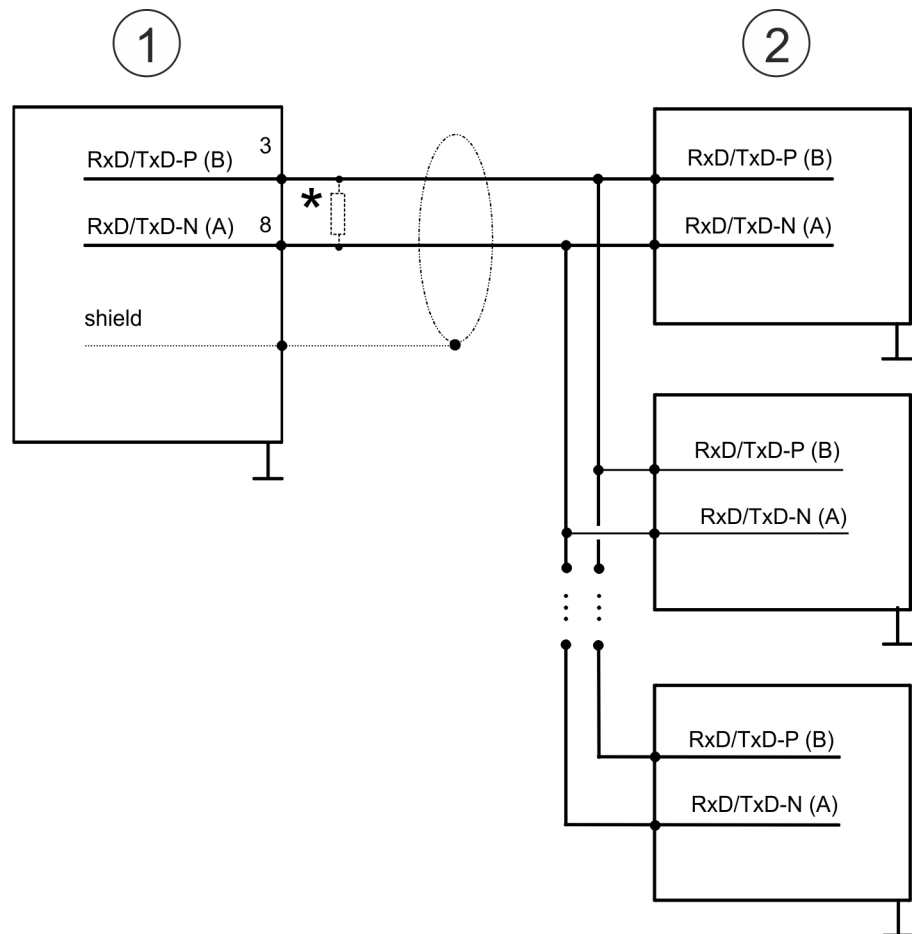 1
2
RxD/TxD-P (B)
3
RxD/TxD-N (A)
8
*
shield
RxD/TxD-P (B)
RxD/TxD-N (A)
RxD/TxD-P (B)
RxD/TxD-N (A)
RxD/TxD-P (B)
RxD/TxD-N (A)